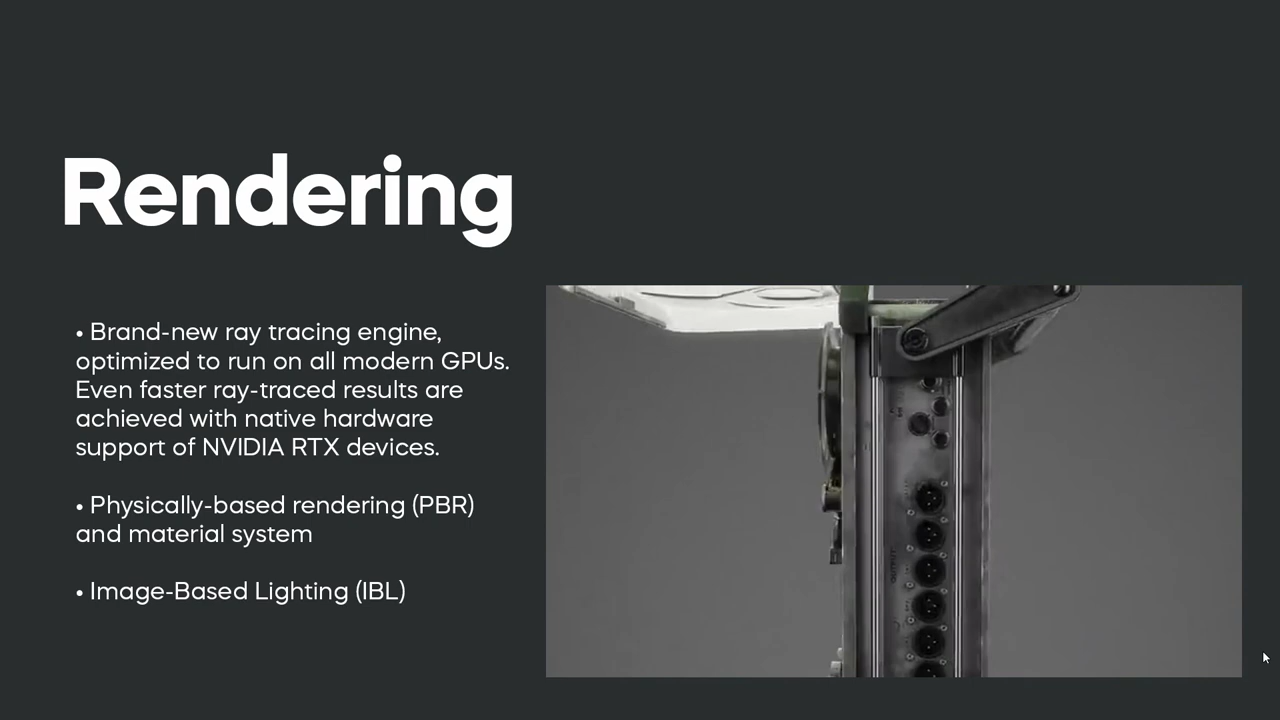 Rendering
• Brand-new ray tracing engine,
optimized to run on all modern GPUs.
Even faster ray-traced results are
achieved with native hardware
support of NVIDIA RTX devices.
• Physically-based rendering (PBR)
and material system
• Image-Based Lighting (IBL)
OUTPUT